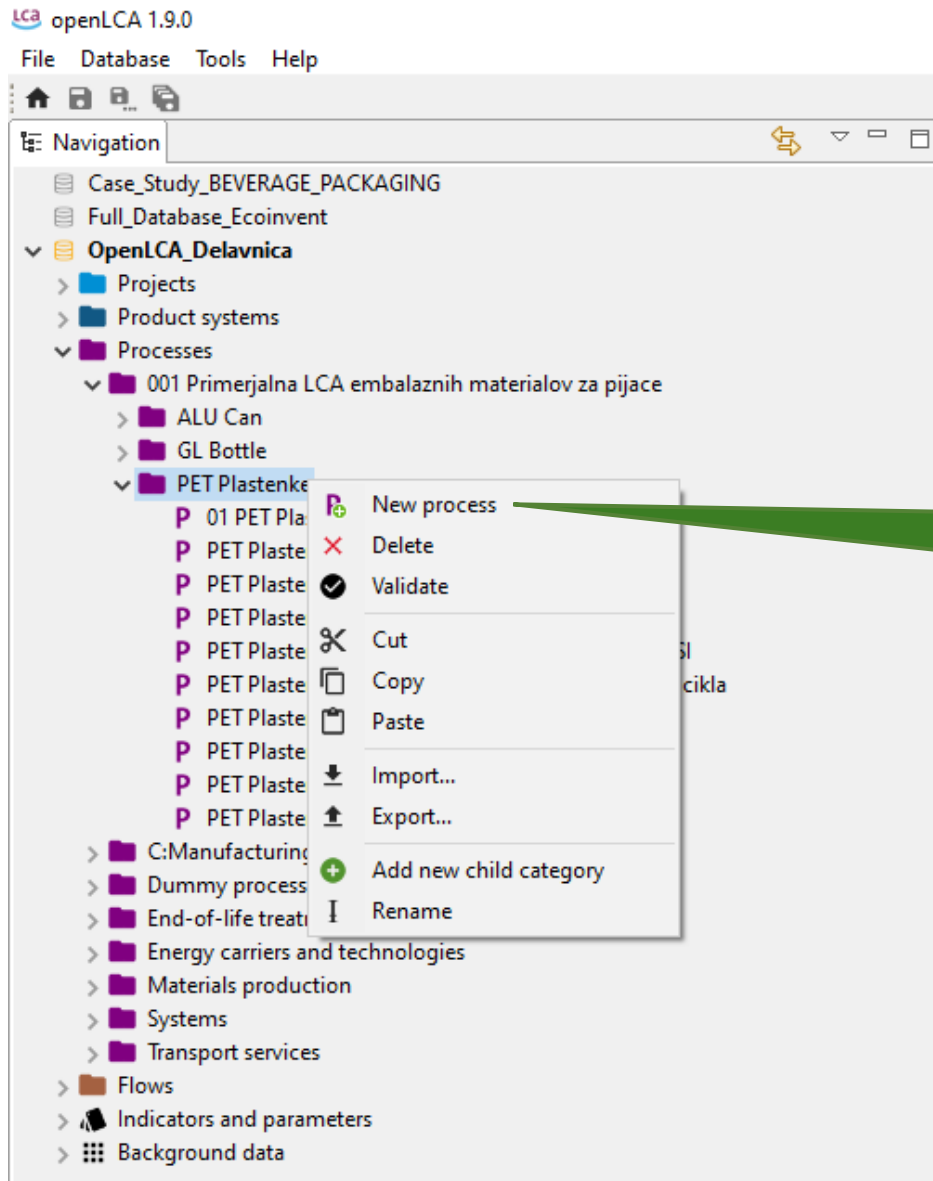 LCA openLCA 1.9.0
File Database Tools Help
Navigation
Case_Study_BEVERAGE_PACKAGING
Full_Database_Ecoinvent
OpenLCA_Delavnica
Projects
Product systems
Processes
001 Primerjalna LCA embalaznih materialov za pijace
ALU Can
GL Bottle
PET Plastenke
New process
01 PET Pla
Delete
PET Plaste
Validate
PET Plaste
PET Plaste
Cut
PET Plaste
SI
Copy
PET Plaste
cikla
Paste
PET Plaste
PET Plaste
Import...
PET Plaste
Export...
PET Plaste
C:Manufacturing
Add new child category
Dummy process
Rename
End-of-life treat
Energy carriers and technologies
Materials production
Systems
Transport services
Flows
Indicators and parameters
Background data